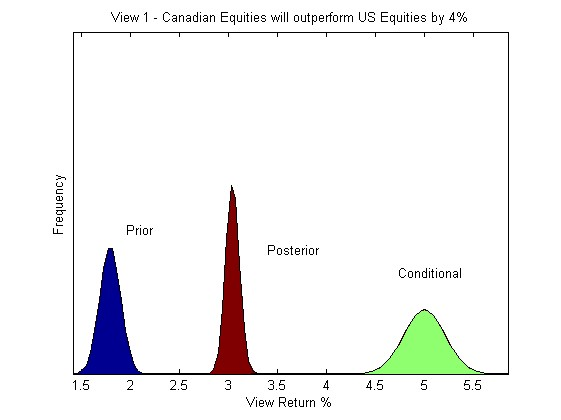 View 1 - Canadian Equities will outperform US Equities by 4%
Frequency
Prior
Posterior
Conditional
1.5 2 2.5 3 3.5 4 4.5 5 5.5
View Return %